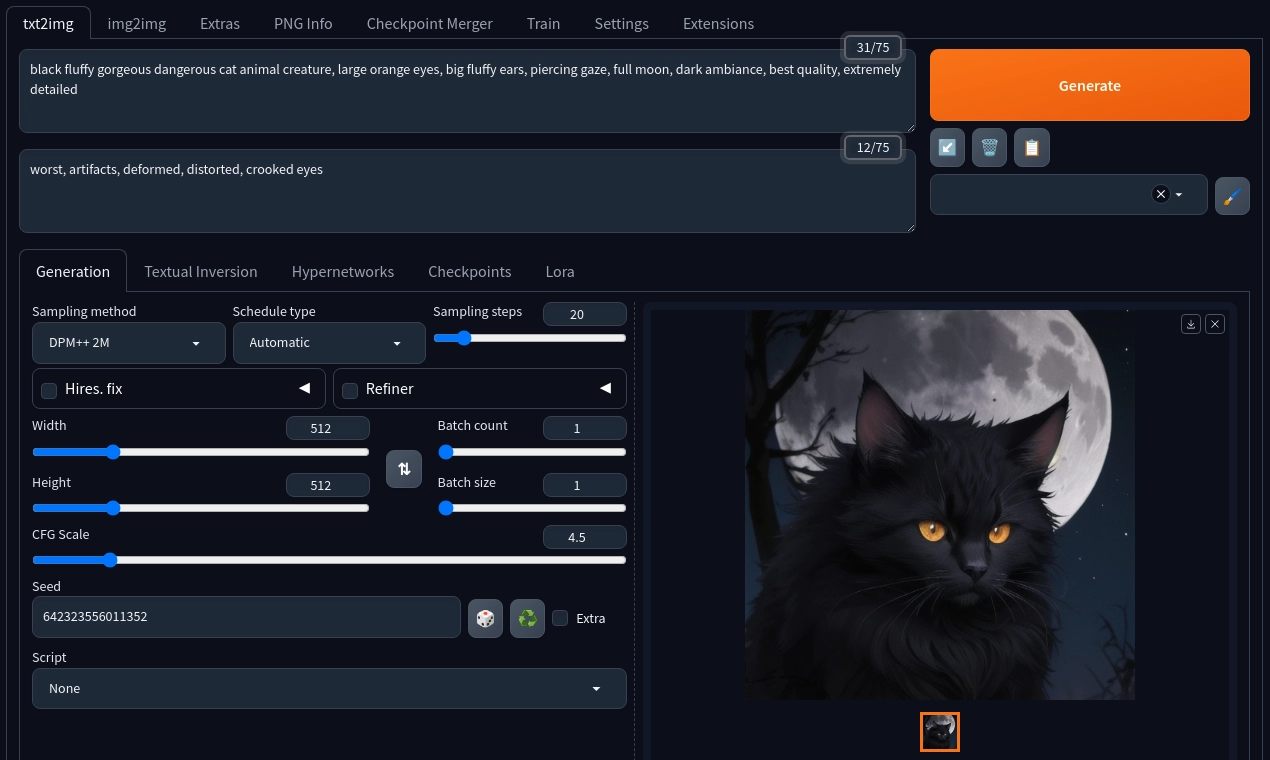 txt2img img2img Extras PNG Info Checkpoint Merger Train Settings Extensions
31/75
black fluffy gorgeous dangerous cat animal creature, large orange eyes, big fluffy ears, piercing gaze, full moon, dark ambiance, best quality, extremely
detailed
Generate
12/75
worst, artifacts, deformed, distorted, crooked eyes
Generation Textual Inversion Hypernetworks Checkpoints Lora
Sampling method Schedule type Sampling steps 20
DPM++ 2M Automatic
Hires. fix Refiner
Width 512 Batch count 1
Height 512 Batch size 1
CFG Scale 4.5
Seed
642323556011352 Extra
Script
None